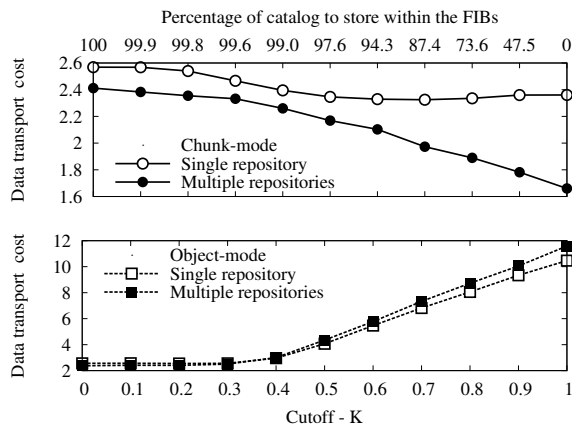 Percentage of catalog to store within the FIBs
100 99.9 99.8 99.6 99.0 97.6 94.3 87.4 73.6 47.5 0
2.6
2.4
2.2
2
1.8
1.6
Data transport cost
Chunk-mode
Single repository
Multiple repositories
12
10
8
6
4
2
Data transport cost
Object-mode
Single repository
Multiple repositories
0 0.1 0.2 0.3 0.4 0.5 0.6 0.7 0.8 0.9 1
Cutoff - K